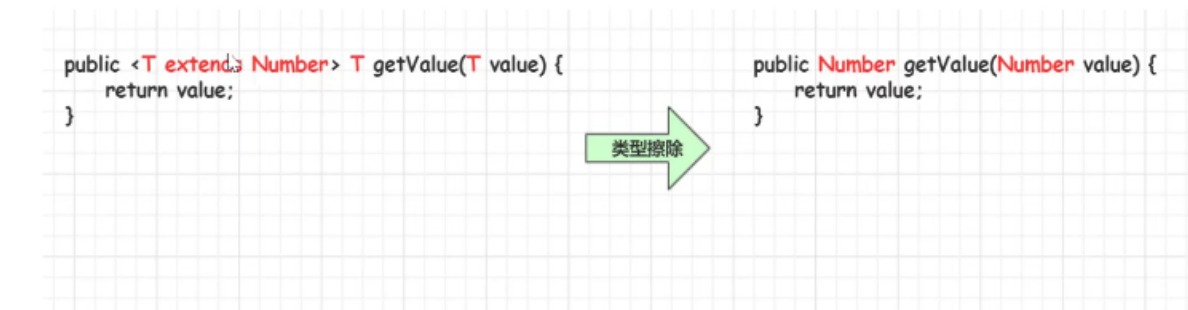 public <T extends Number> T getValue(T value) {
return value;
}
类型擦除
public Number getValue(Number value) {
return value;
}